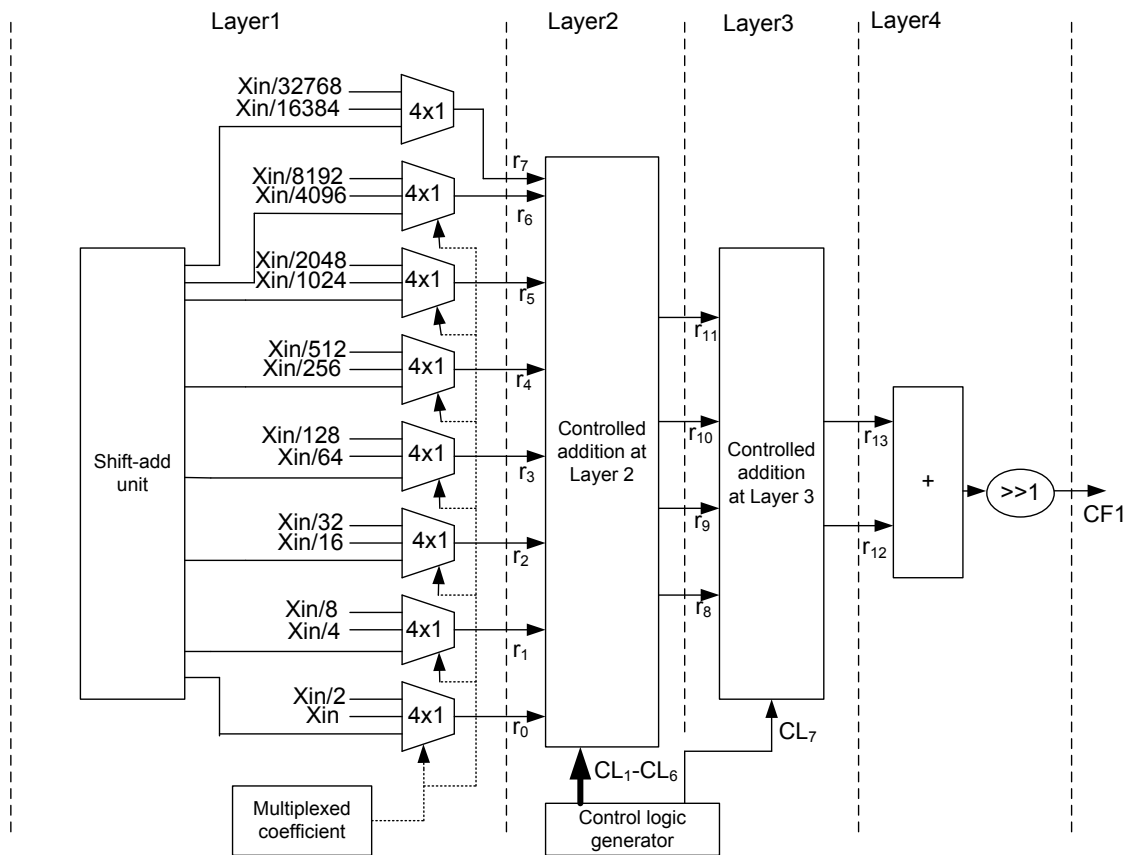 Layer1
Layer2
Layer3
Layer4
Xin/32768
Xin/16384
4x1
r7
Xin/8192
Xin/4096
4x1
r6
Xin/2048
Xin/1024
4x1
r5
Xin/512
Xin/256
4x1
r4
Xin/128
Xin/64
4x1
r3
Xin/32
Xin/16
4x1
r2
Xin/8
Xin/4
4x1
r1
Xin/2
Xin
4x1
r0
Shift-add
unit
Multiplexed
coefficient
Controlled
addition at
Layer 2
CL1-CL6
Control logic
generator
r11
r10
r9
r8
Controlled
addition
at Layer 3
CL7
r13
r12
+
>>1
CF1